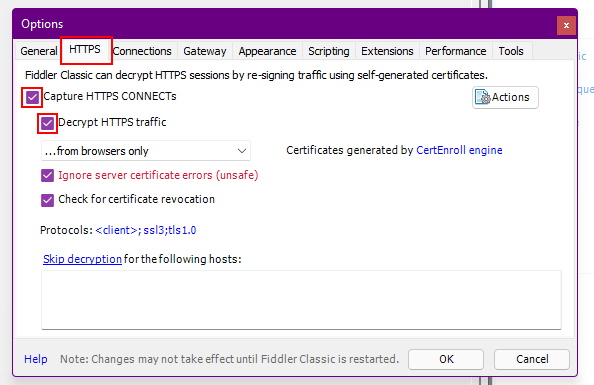 Options
x
General HTTPS Connections Gateway Appearance Scripting Extensions Performance Tools
Fiddler Classic can decrypt HTTPS sessions by re-signing traffic using self-generated certificates.
Capture HTTPS CONNECTs
Actions
Decrypt HTTPS traffic
...from browsers only
Certificates generated by CertEnroll engine
Ignore server certificate errors (unsafe)
Check for certificate revocation
Protocols: <client>; ssl3;tls1.0
Skip decryption for the following hosts:
Help
Note: Changes may not take effect until Fiddler Classic is restarted.
OK
Cancel